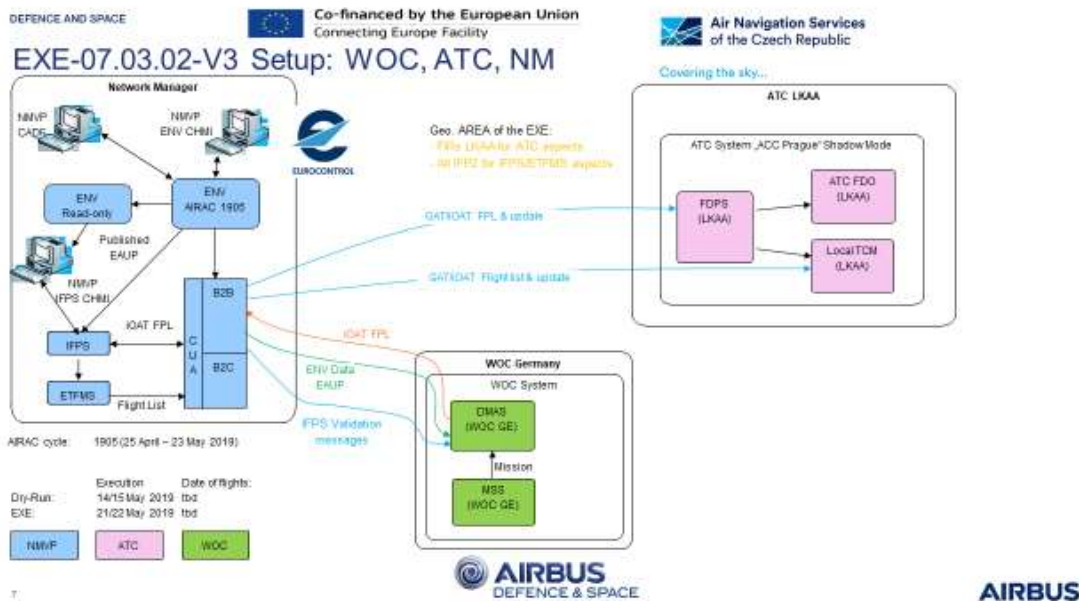 DEFENCE AND SPACE
Co-financed by the European Union
Connecting Europe Facility
Air Navigation Services
of the Czech Republic
EXE-07.03.02-V3 Setup: WOC, ATC, NM
Covering the sky...
Network Manager
NMVP
CADF
NMVP
ENV CHMI
EUROCONTROL
ENV
AIRAC 1905
ENV
Read-only
Published
EAUP
NMVP
IFPS CHMI
IFPS
iOAT FPL
ETFMS
Flight List
C
U
A
B2B
B2C
Geo. AREA of the EXE:
- FIRs LKAA for ATC aspects
- All IFPZ for IFPS/ETFMS aspects
GAT/iOAT FPL & update
GAT/iOAT Flight list & update
iOAT FPL
ENV Data
EAUP
IFPS Validation
messages
ATC LKAA
ATC System „ACC Prague" Shadow Mode
FDPS
(LKAA)
ATC FDO
(LKAA)
Local TCM
(LKAA)
WOC Germany
WOC System
DMAS
(WOC GE)
Mission
MSS
(WOC GE)
AIRAC cycle: 1905 (25 April – 23 May 2019)
Execution Date of flights:
Dry-Run: 14/15 May 2019 tbd
EXE: 21/22 May 2019 tbd
NMVP
ATC
WOC
AIRBUS
DEFENCE & SPACE
7
AIRBUS